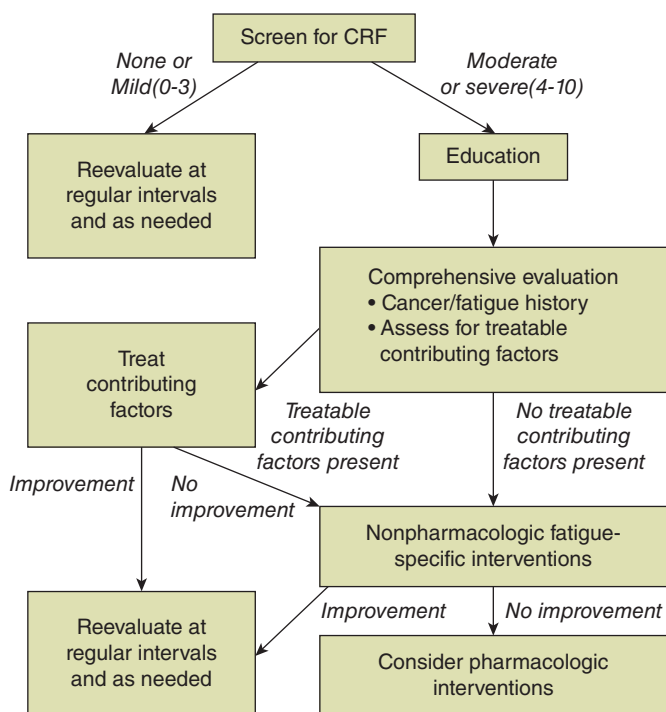 Screen for CRF
None or
Mild(0-3)
Moderate
or severe(4-10)
Reevaluate at
regular intervals
and as needed
Education
Comprehensive evaluation
• Cancer/fatigue history
• Assess for treatable
contributing factors
Treat
contributing
factors
Treatable
contributing
factors present
No treatable
contributing
factors present
Improvement
No
improvement
Nonpharmacologic fatigue-
specific interventions
Reevaluate at
regular intervals
and as needed
Improvement
No improvement
Consider pharmacologic
interventions